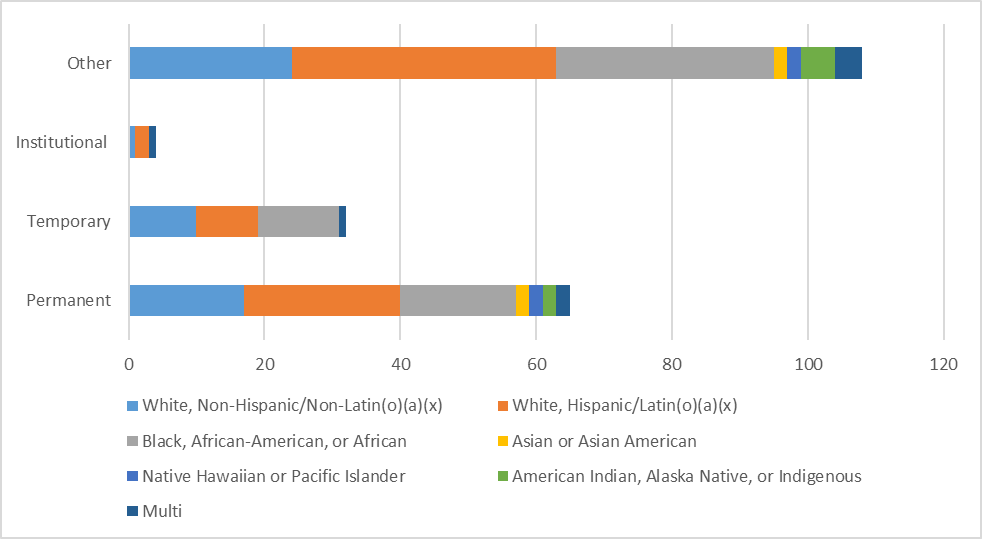 Other
Institutional
Temporary
Permanent
0 20 40 60 80 100 120
White, Non-Hispanic/Non-Latin(o)(a)(x) White, Hispanic/Latin(o)(a)(x)
Black, African-American, or African Asian or Asian American
Native Hawaiian or Pacific Islander American Indian, Alaska Native, or Indigenous
Multi